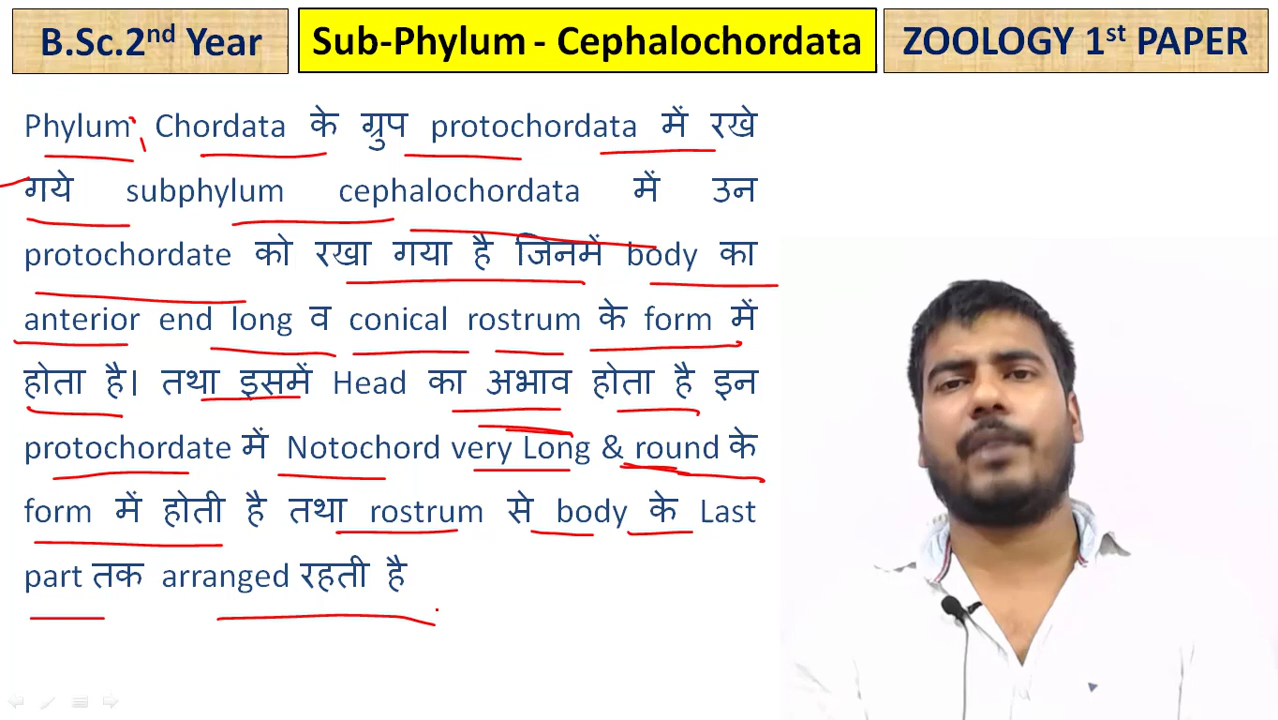 B.Sc.2nd Year
Sub-Phylum - Cephalochordata
ZOOLOGY 1st PAPER
Phylum Chordata के ग्रुप protochordata में रखे
गये subphylum cephalochordata में उन
protochordate को रखा गया है जिनमें body का
anterior end long व conical rostrum के form में
होता है। तथा इसमें Head का अभाव होता है इन
protochordate में Notochord very Long & round के
form में होती है तथा rostrum से body के Last
part तक arranged रहती है